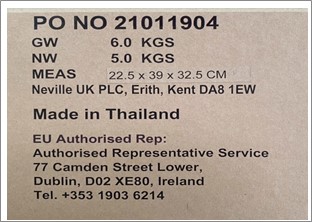 PO NO 21011904
GW 6.0 KGS
NW 5.0 KGS
MEAS 22.5 x 39 x 32.5 CM
Neville UK PLC, Erith, Kent DA8 1EW
Made in Thailand
EU Authorised Rep:
Authorised Representative Service
77 Camden Street Lower,
Dublin, D02 XE80, Ireland
Tel. +353 1903 6214